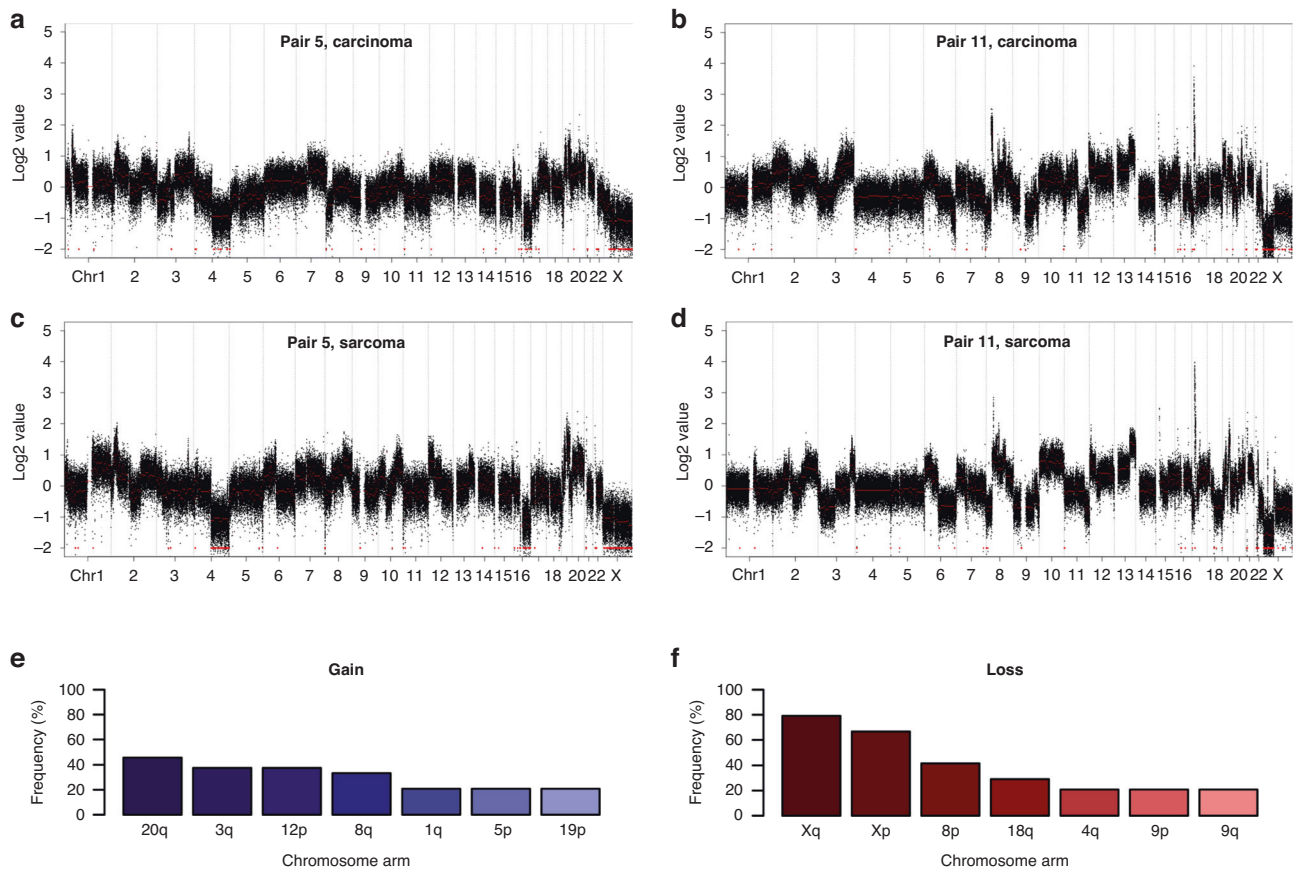 a
Pair 5, carcinoma
Log2 value
5
4
3
2
1
0
–1
–2
Chr1 2 3 4 5 6 7 8 9 10 11 12 13 14 15 16 18 20 22 X
b
Pair 11, carcinoma
Log2 value
5
4
3
2
1
0
–1
–2
Chr1 2 3 4 5 6 7 8 9 10 11 12 13 14 15 16 18 20 22 X
c
Pair 5, sarcoma
Log2 value
5
4
3
2
1
0
–1
–2
Chr1 2 3 4 5 6 7 8 9 10 11 12 13 14 15 16 18 20 22 X
d
Pair 11, sarcoma
Log2 value
5
4
3
2
1
0
–1
–2
Chr1 2 3 4 5 6 7 8 9 10 11 12 13 14 15 16 18 20 22 X
e
Gain
Frequency (%)
100
80
60
40
20
0
20q 3q 12p 8q 1q 5p 19p
Chromosome arm
f
Loss
Frequency (%)
100
80
60
40
20
0
Xq Xp 8p 18q 4q 9p 9q
Chromosome arm